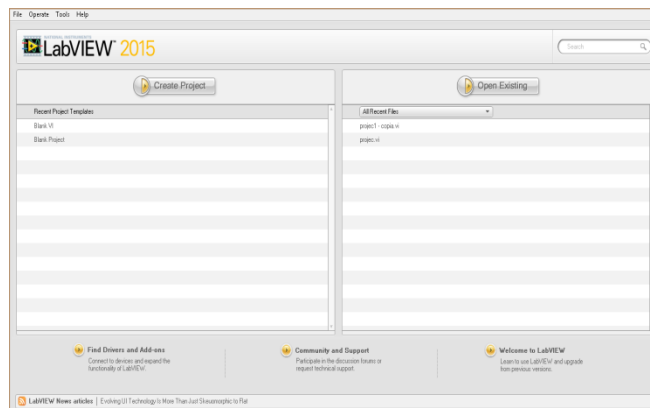 File Operate Tools Help
NATIONAL INSTRUMENTS
LabVIEW™ 2015
Search
Create Project
Open Existing
Recent Project Templates
All Recent Files
Blank VI
project1 - copia.vi
Blank Project
projec.vi
Find Drivers and Add-ons
Connect to devices and expand the
functionality of LabVIEW.
Community and Support
Participate in the discussion forums or
request technical support.
Welcome to LabVIEW
Learn to use LabVIEW and upgrade
from previous versions.
LabVIEW News articles | Evolving UI Technology Is More Than Just Skeuomorphic to Flat